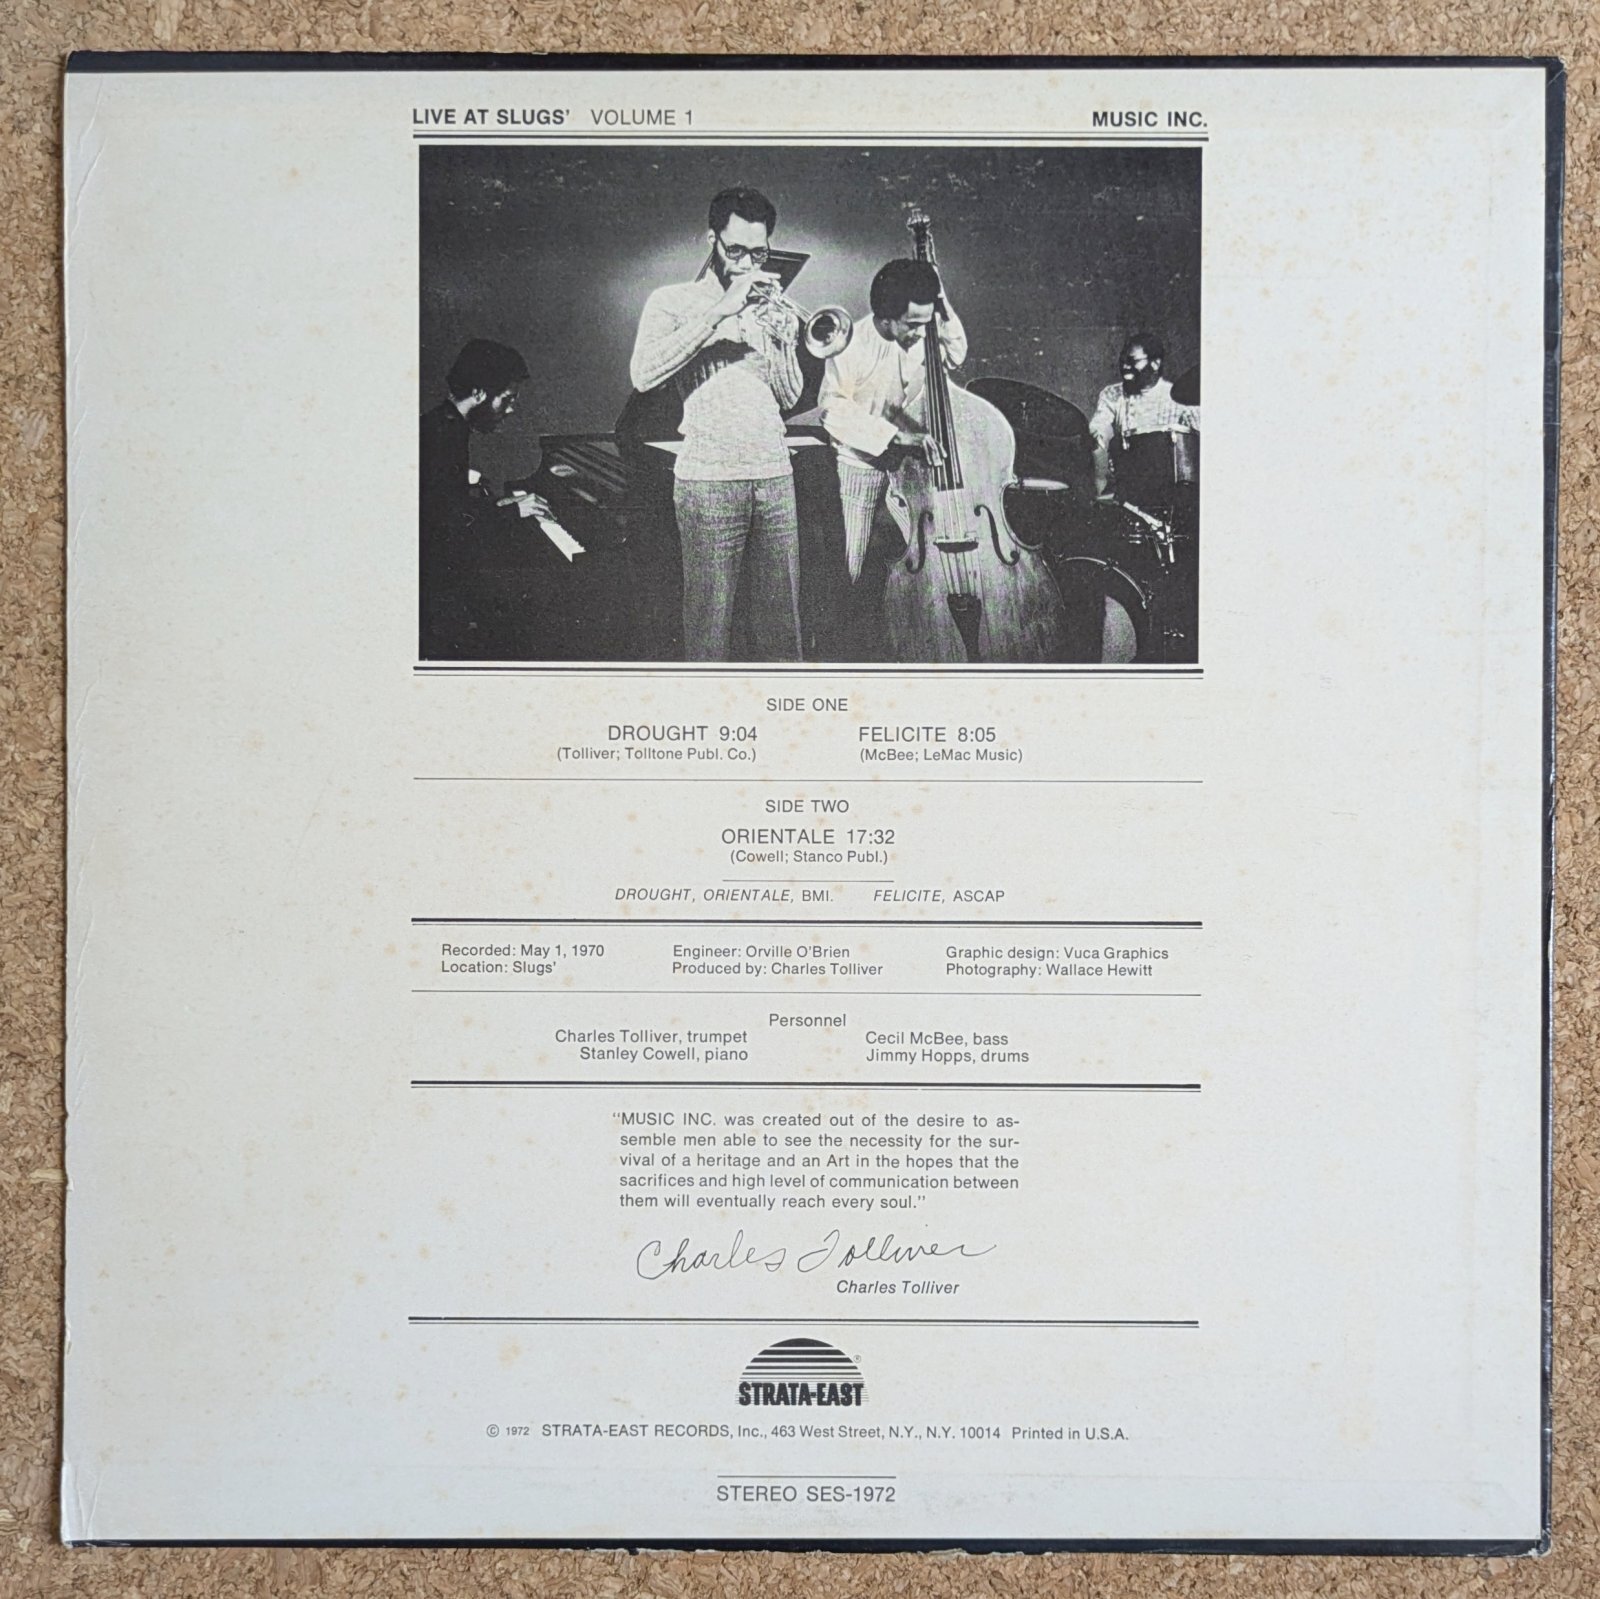 LIVE AT SLUGS' VOLUME 1 MUSIC INC.
SIDE ONE
DROUGHT 9:04 FELICITE 8:05
(Tolliver; Tolltone Publ. Co.) (McBee; LeMac Music)
SIDE TWO
ORIENTALE 17:32
(Cowell; Stanco Publ.)
DROUGHT, ORIENTALE, BMI. FELICITE, ASCAP
Recorded: May 1, 1970 Engineer: Orville O'Brien Graphic design: Vuca Graphics
Location: Slugs' Produced by: Charles Tolliver Photography: Wallace Hewitt
Personnel
Charles Tolliver, trumpet Cecil McBee, bass
Stanley Cowell, piano Jimmy Hopps, drums
"MUSIC INC. was created out of the desire to as-
semble men able to see the necessity for the sur-
vival of a heritage and an Art in the hopes that the
sacrifices and high level of communication between
them will eventually reach every soul."
Charles Tolliver
Charles Tolliver
®
STRATA-EAST
© 1972 STRATA-EAST RECORDS, Inc., 463 West Street, N.Y., N.Y. 10014 Printed in U.S.A.
STEREO SES-1972